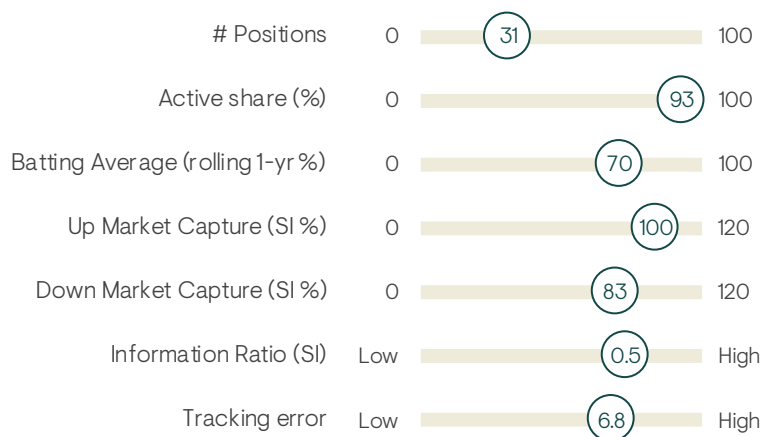 # Positions 0 31 100
Active share (%) 0 93 100
Batting Average (rolling 1-yr %) 0 70 100
Up Market Capture (SI %) 0 100 120
Down Market Capture (SI %) 0 83 120
Information Ratio (SI) Low 0.5 High
Tracking error Low 6.8 High